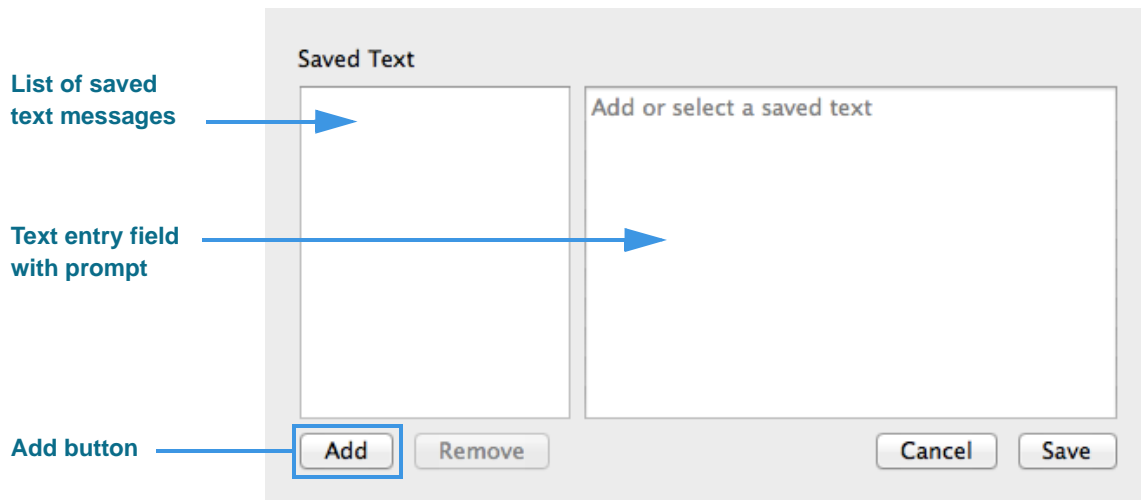 Saved Text
List of saved
text messages
Add or select a saved text
Text entry field
with prompt
Add button
Add
Remove
Cancel
Save